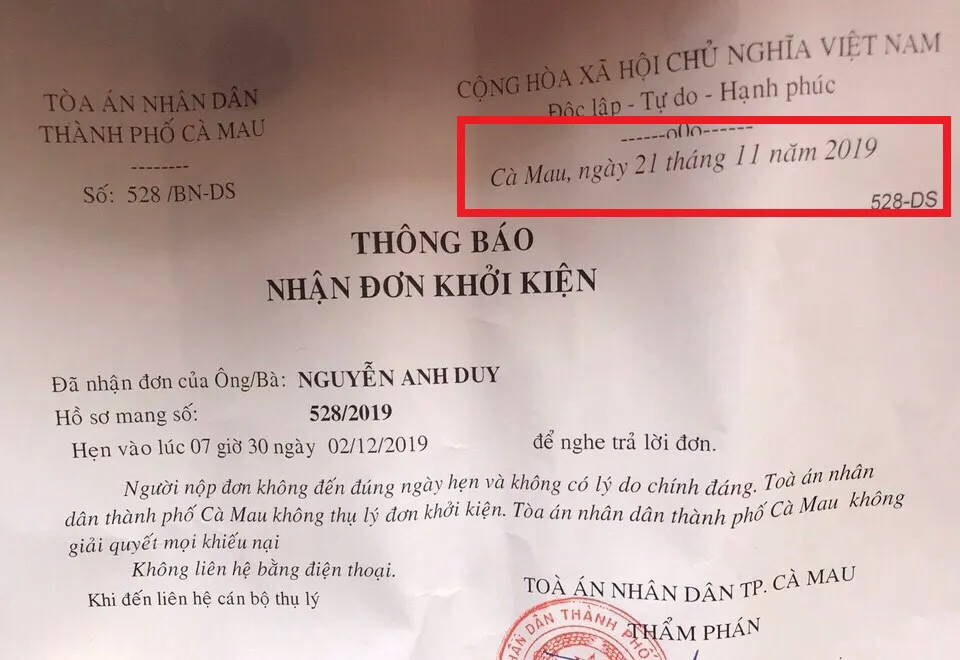 TÒA ÁN NHÂN DÂN
THÀNH PHỐ CÀ MAU
--------
Số: 528 /BN-DS
CỘNG HÒA XÃ HỘI CHỦ NGHĨA VIỆT NAM
Độc lập - Tự do - Hạnh phúc
------o0o------
Cà Mau, ngày 21 tháng 11 năm 2019
528-DS
THÔNG BÁO
NHẬN ĐƠN KHỞI KIỆN
Đã nhận đơn của Ông/Bà: NGUYỄN ANH DUY
Hồ sơ mang số: 528/2019
Hẹn vào lúc 07 giờ 30 ngày 02/12/2019 để nghe trả lời đơn.
Người nộp đơn không đến đúng ngày hẹn và không có lý do chính đáng. Toà án nhân
dân thành phố Cà Mau không thụ lý đơn khởi kiện. Tòa án nhân dân thành phố Cà Mau không
giải quyết mọi khiếu nại
Không liên hệ bằng điện thoại.
Khi đến liên hệ cán bộ thụ lý
TOÀ ÁN NHÂN DÂN TP. CÀ MAU
THẨM PHÁN
NHÂN DÂN THÀNH PHỐ